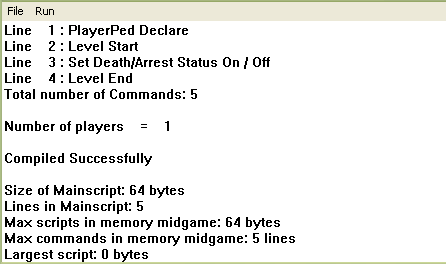 File Run
Line 1 : PlayerPed Declare
Line 2 : Level Start
Line 3 : Set Death/Arrest Status On / Off
Line 4 : Level End
Total number of Commands: 5
Number of players = 1
Compiled Successfully
Size of Mainscript: 64 bytes
Lines in Mainscript: 5
Max scripts in memory midgame: 64 bytes
Max commands in memory midgame: 5 lines
Largest script: 0 bytes